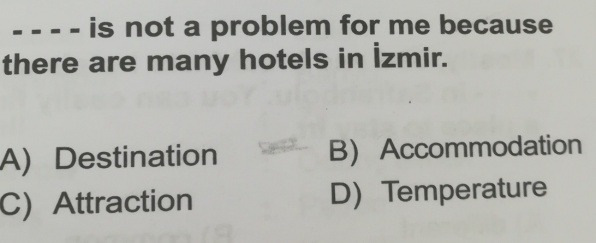 ---- is not a problem for me because
there are many hotels in İzmir.
A) Destination B) Accommodation
C) Attraction D) Temperature